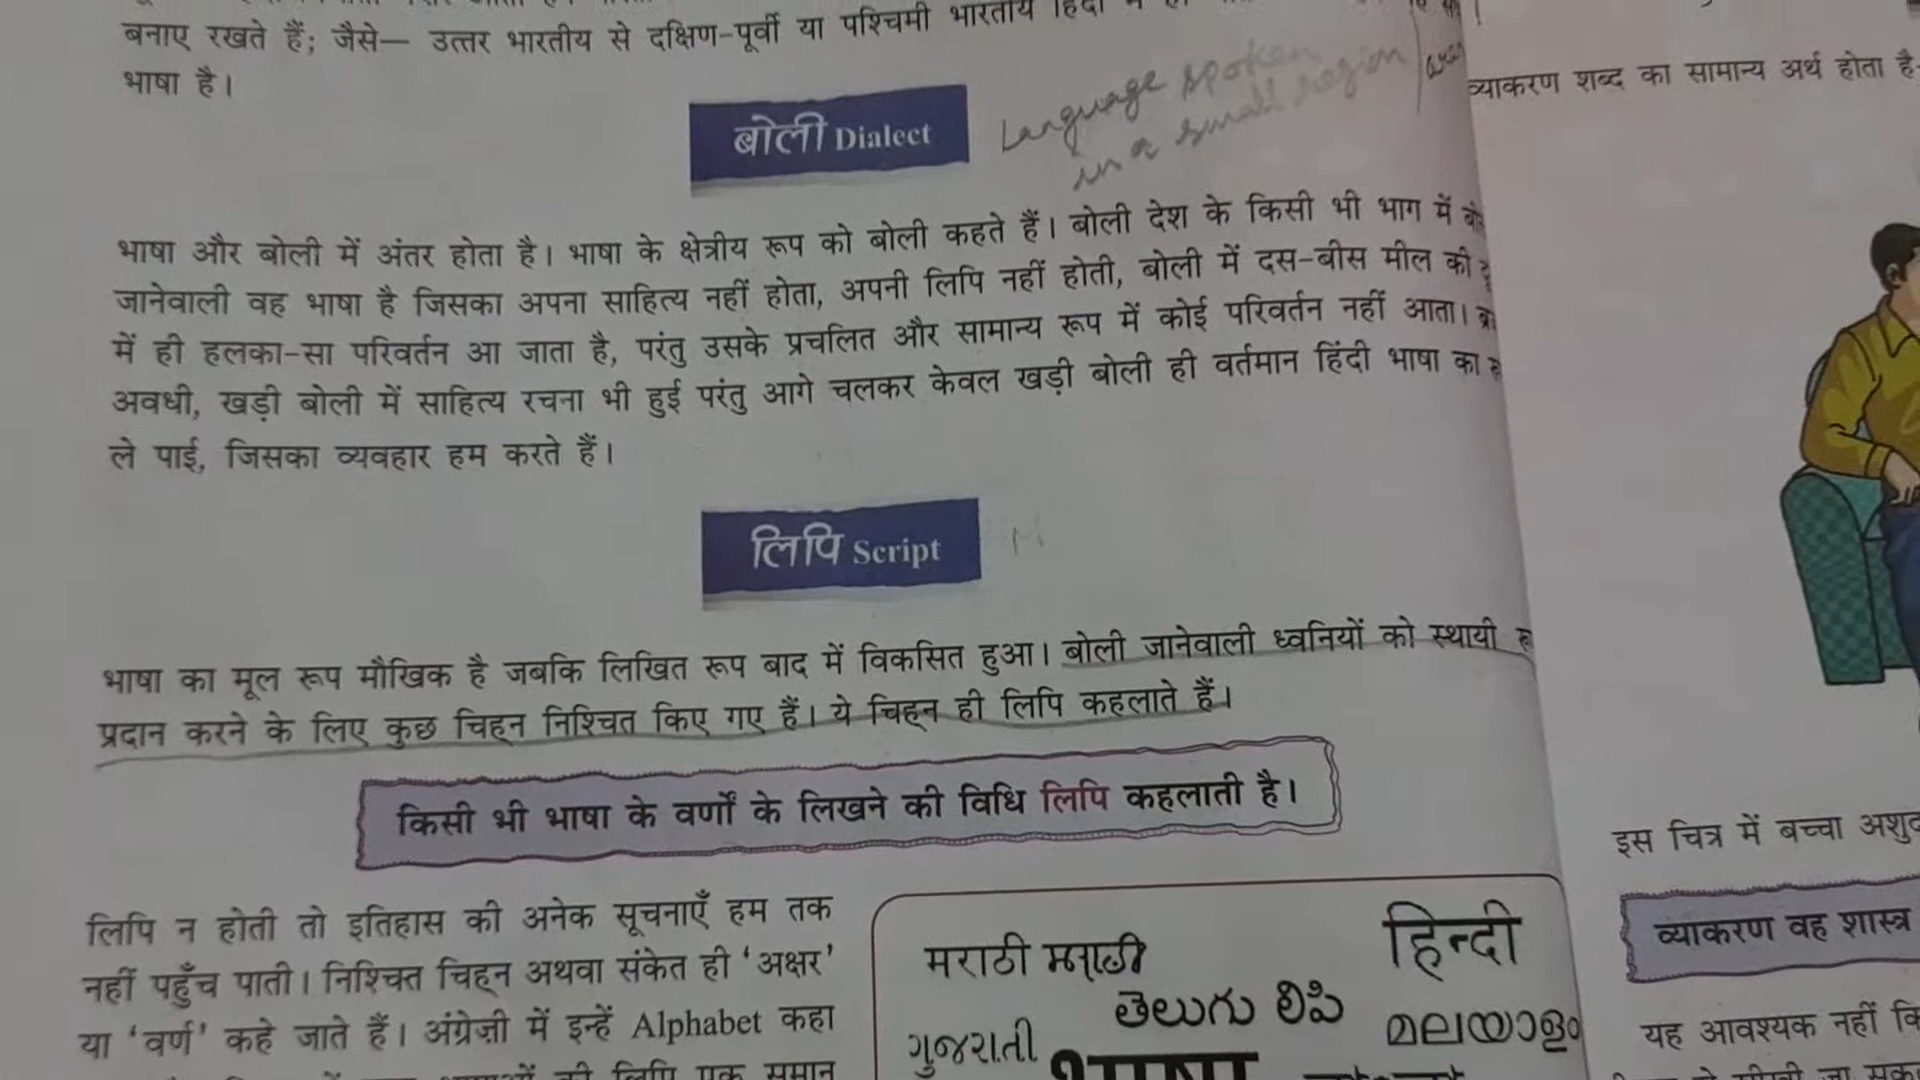 बनाए रखते हैं; जैसे— उत्तर भारतीय से दक्षिण-पूर्वी या पश्चिमी भारतीय हिंदी में
भाषा है।
बोली Dialect
Language spoken
in a small region
भाषा और बोली में अंतर होता है। भाषा के क्षेत्रीय रूप को बोली कहते हैं। बोली देश के किसी भी भाग में
जानेवाली वह भाषा है जिसका अपना साहित्य नहीं होता, अपनी लिपि नहीं होती, बोली में दस-बीस मील की
में ही हलका-सा परिवर्तन आ जाता है, परंतु उसके प्रचलित और सामान्य रूप में कोई परिवर्तन नहीं आता।
अवधी, खड़ी बोली में साहित्य रचना भी हुई परंतु आगे चलकर केवल खड़ी बोली ही वर्तमान हिंदी भाषा का
ले पाई, जिसका व्यवहार हम करते हैं।
लिपि Script
भाषा का मूल रूप मौखिक है जबकि लिखित रूप बाद में विकसित हुआ। बोली जानेवाली ध्वनियों को स्थायी
प्रदान करने के लिए कुछ चिह्न निश्चित किए गए हैं। ये चिह्न ही लिपि कहलाते हैं।
किसी भी भाषा के वर्णों के लिखने की विधि लिपि कहलाती है।
लिपि न होती तो इतिहास की अनेक सूचनाएँ हम तक
नहीं पहुँच पाती। निश्चित चिह्न अथवा संकेत ही ‘अक्षर’
या ‘वर्ण’ कहे जाते हैं। अंग्रेज़ी में इन्हें Alphabet कहा
की लिपि एक समान
मराठी मराठी
हिन्दी
తెలుగు లిపి
ગુજરાતી
മലയാളം
भाषा
व्याकरण शब्द का सामान्य अर्थ होता है-
इस चित्र में बच्चा
व्याकरण वह शास्त्र
यह आवश्यक नहीं